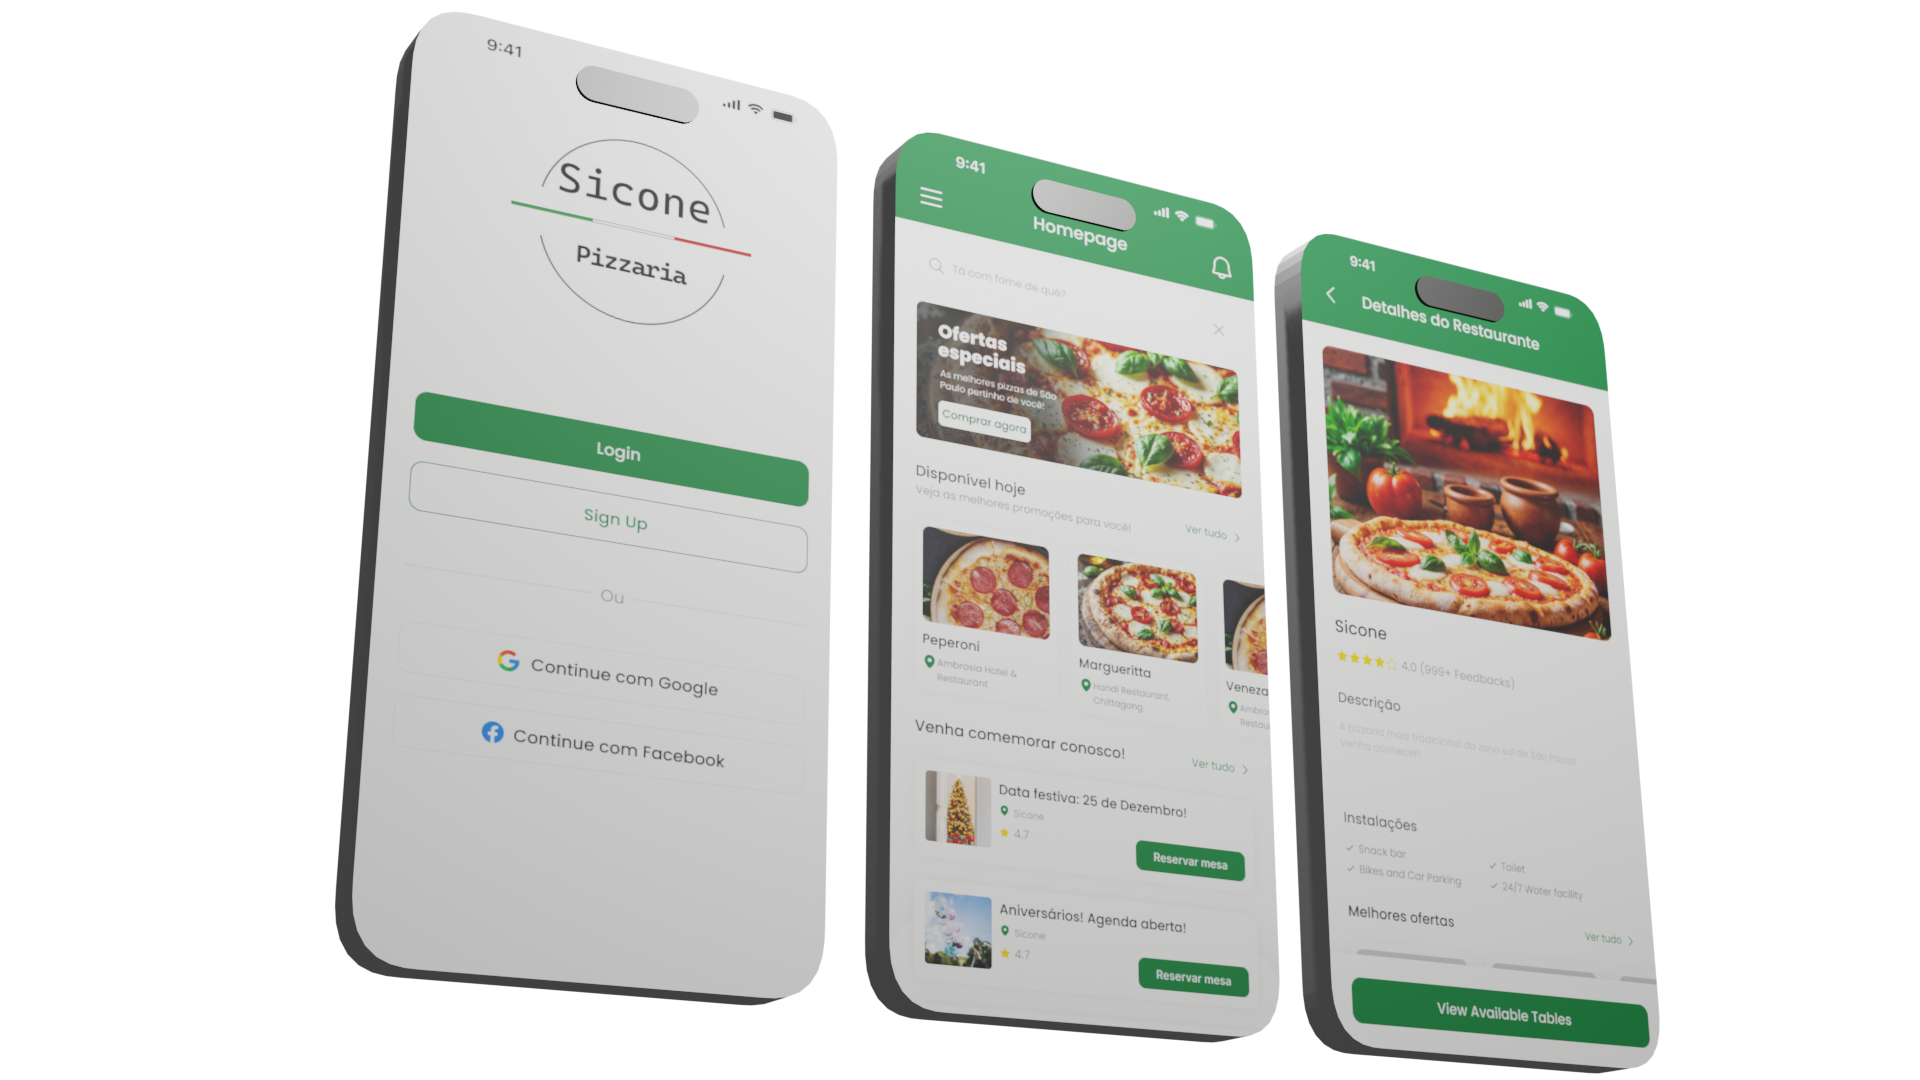 9:41
Sicone
Pizzaria
Login
Sign Up
Ou
Continue com Google
Continue com Facebook
9:41
Homepage
Tá com fome de quê?
Ofertas
especiais
As melhores pizzas de São
Paulo pertinho de você!
Comprar agora
Disponível hoje
Veja as melhores promoções para você!
Ver tudo
Peperoni
Ambrosia Hotel &
Restaurant
Margueritta
Handi Restaurant,
Chittagong
Veneza
Ambros
Restau
Venha comemorar conosco!
Ver tudo
Data festiva: 25 de Dezembro!
Sicone
4.7
Reservar mesa
Aniversários! Agenda aberta!
Sicone
4.7
Reservar mesa
9:41
Detalhes do Restaurante
Sicone
4.0 (999+ Feedbacks)
Descrição
A pizzaria mais tradicional da zona sul de São Paulo!
Venha conhecer!
Instalações
Snack bar
Toilet
Bikes and Car Parking
24/7 Water facility
Melhores ofertas
Ver tudo
View Available Tables